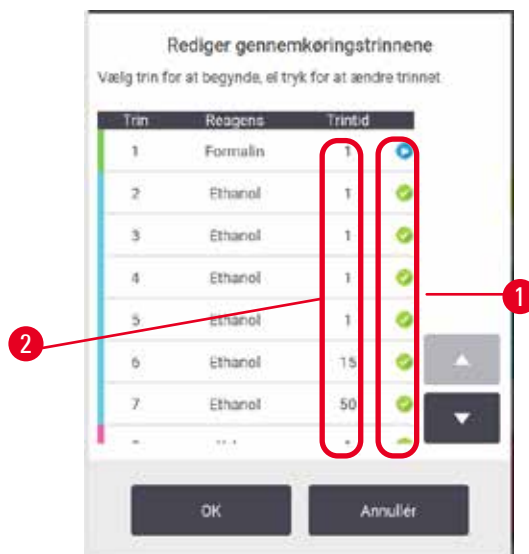 Rediger gennemkøringstrinnene
Vælg trin for at begynde, el tryk for at ændre trinnet
Trin Reagens Trintid
1 Formalin 1
2 Ethanol 1
3 Ethanol 1
4 Ethanol 1
5 Ethanol 1
6 Ethanol 15
7 Ethanol 50
OK Annullér
1
2